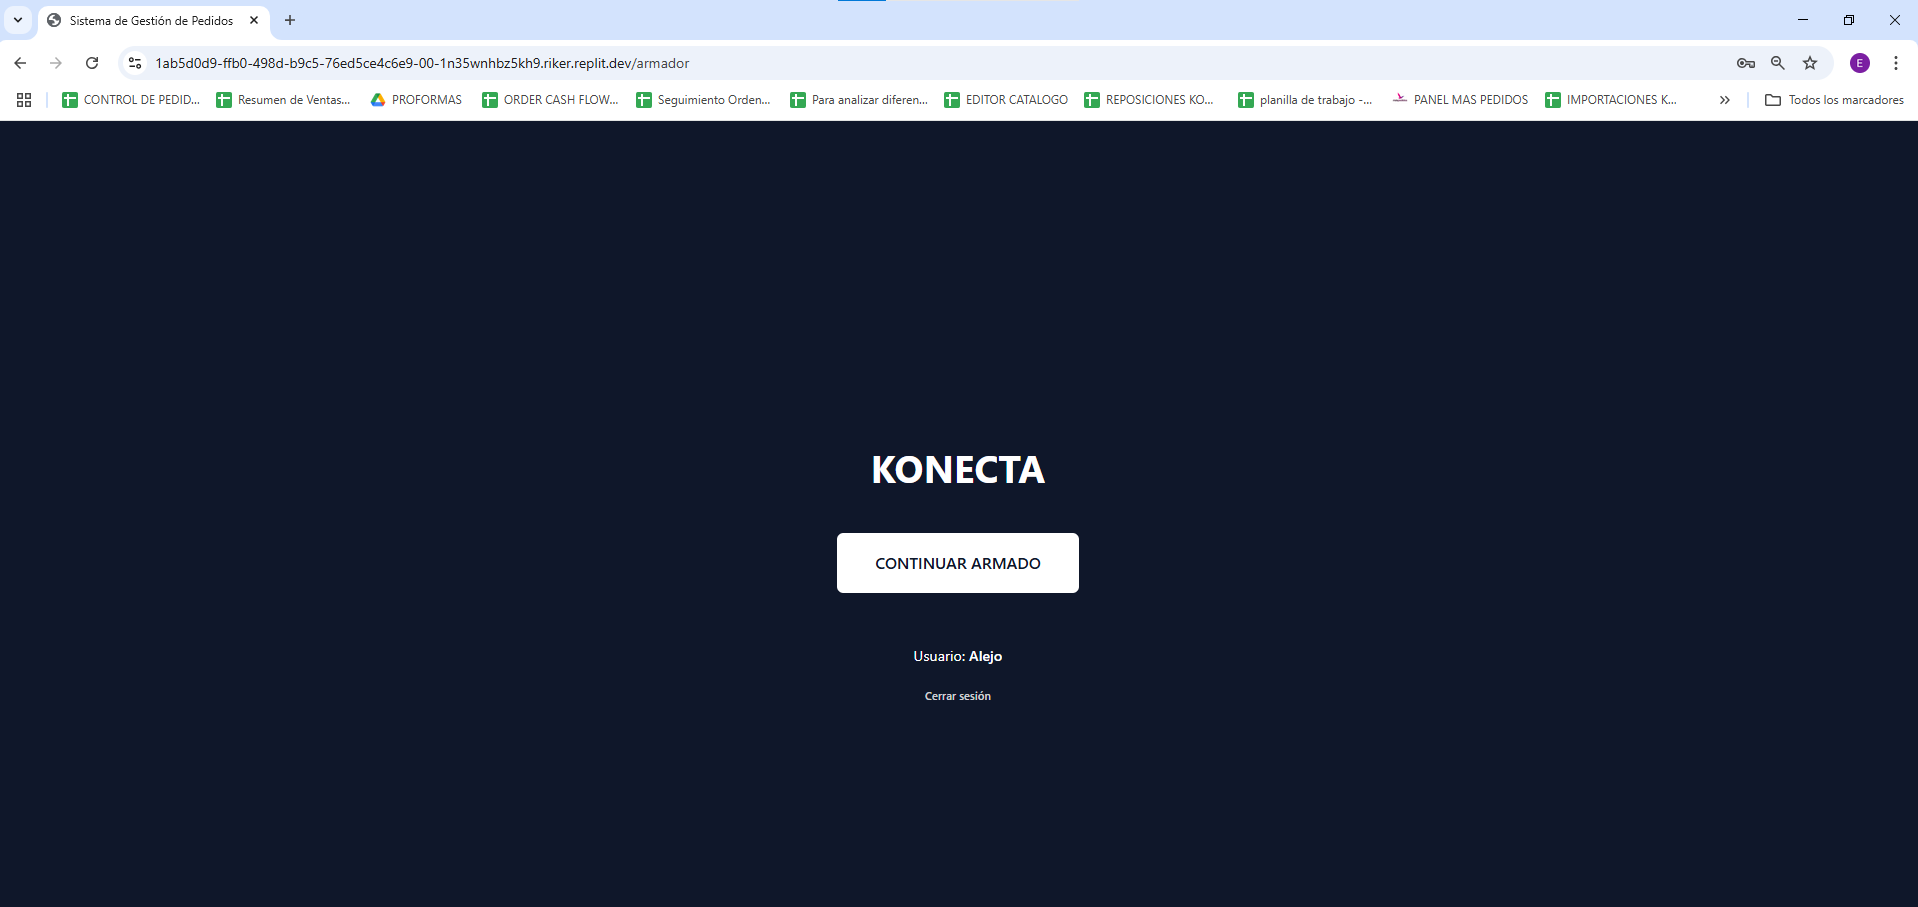 Sistema de Gestión de Pedidos
1ab5d0d9-ffb0-498d-b9c5-76ed5ce4c6e9-00-1n35wnhbz5kh9.riker.replit.dev/armador
E
CONTROL DE PEDID... Resumen de Ventas... PROFORMAS ORDER CASH FLOW... Seguimiento Orden... Para analizar diferen... EDITOR CATALOGO REPOSICIONES KO... planilla de trabajo -... PANEL MAS PEDIDOS IMPORTACIONES K... Todos los marcadores
KONECTA
CONTINUAR ARMADO
Usuario: Alejo
Cerrar sesión